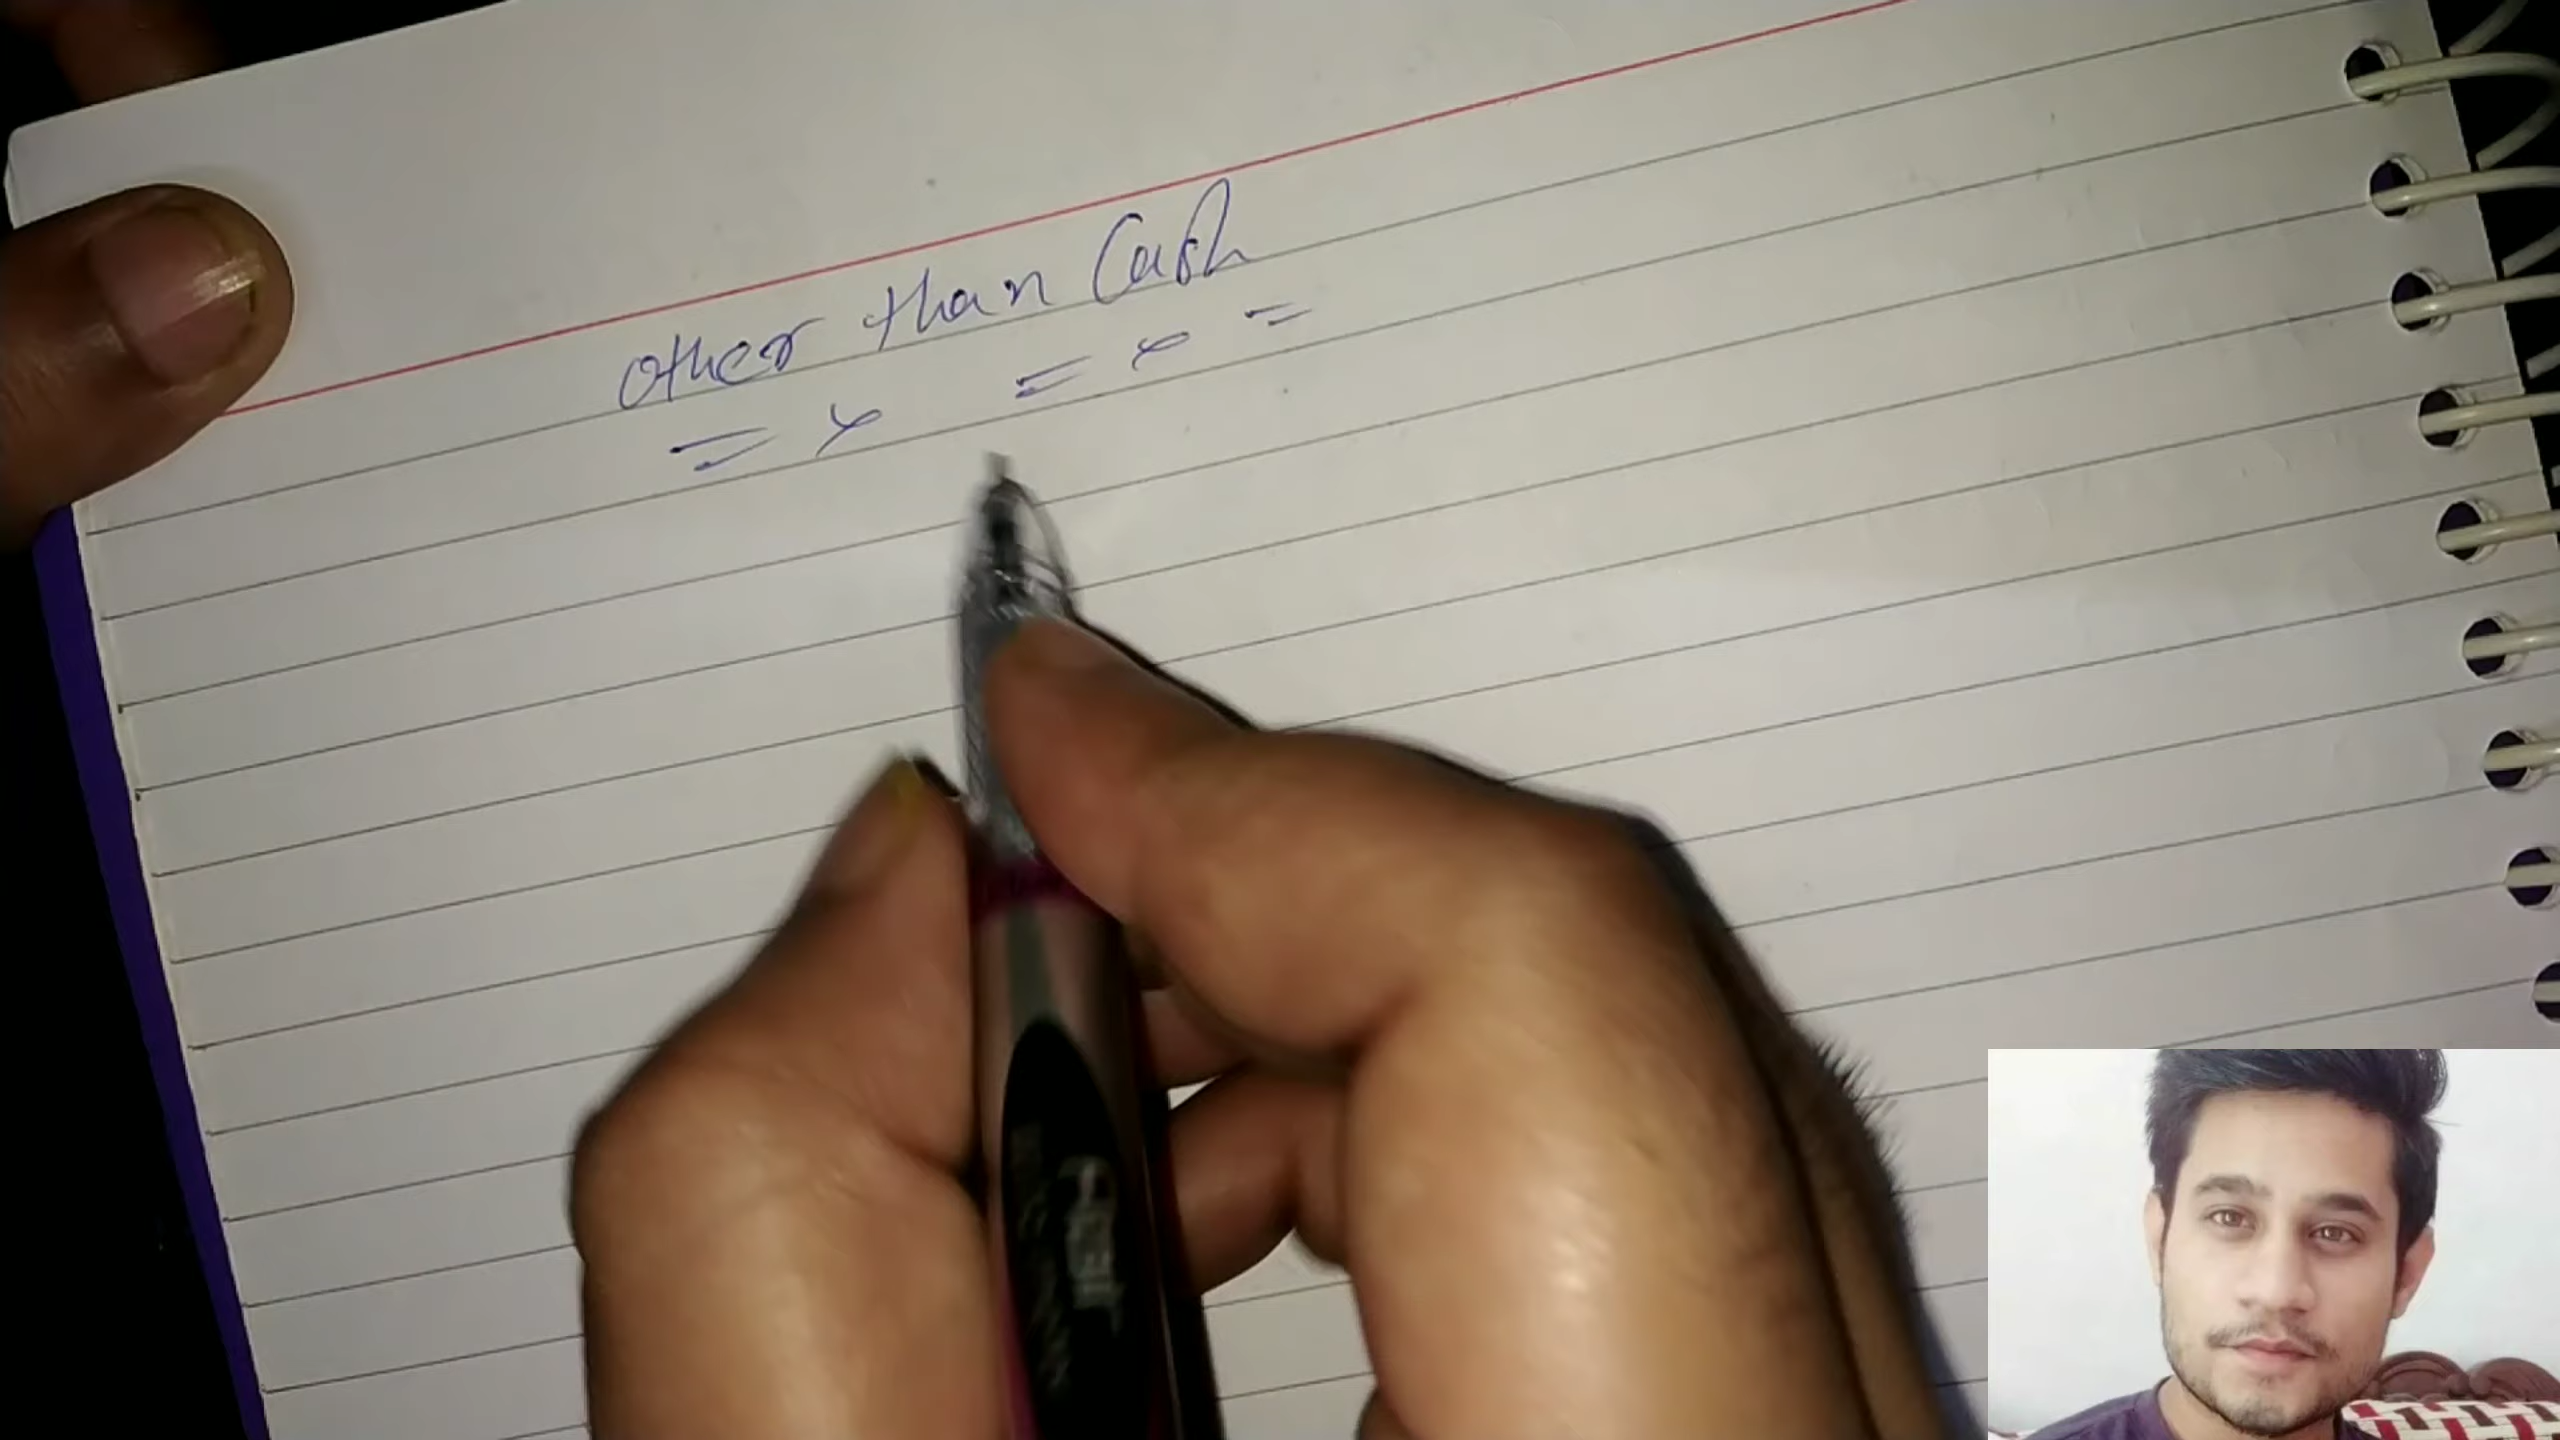 Other than Cash
= x = x =